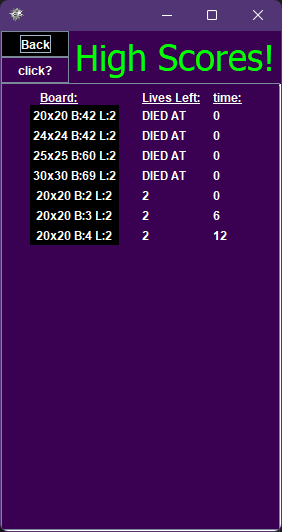 Back
High Scores!
click?
Board: Lives Left: time:
20x20 B:42 L:2 DIED AT 0
24x24 B:42 L:2 DIED AT 0
25x25 B:60 L:2 DIED AT 0
30x30 B:69 L:2 DIED AT 0
20x20 B:2 L:2 2 0
20x20 B:3 L:2 2 6
20x20 B:4 L:2 2 12